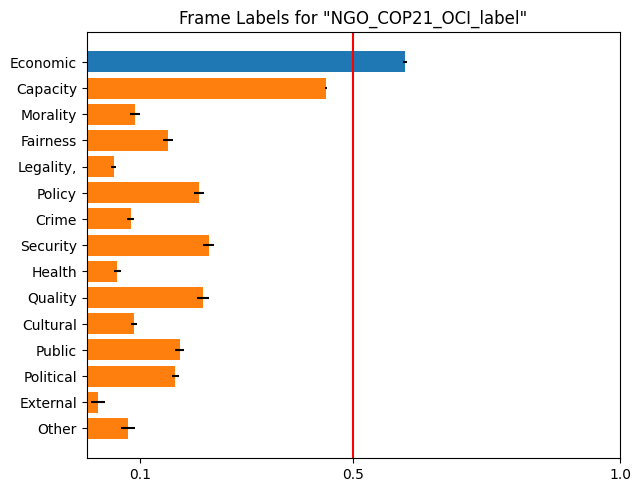 Frame Labels for "NGO_COP21_OCI_label"
Economic
Capacity
Morality
Fairness
Legality,
Policy
Crime
Security
Health
Quality
Cultural
Public
Political
External
Other
0.1 0.5 1.0